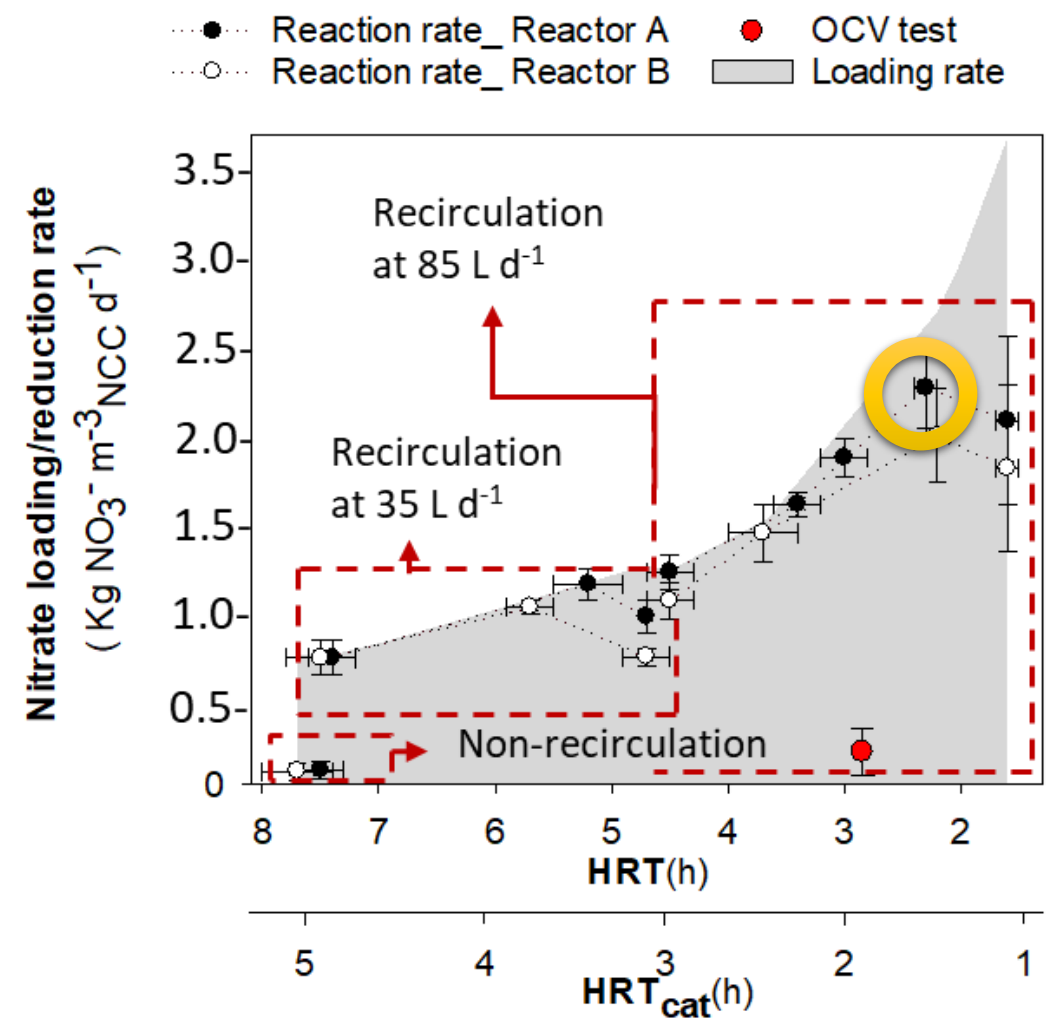 Reaction rate_ Reactor A
OCV test
Reaction rate_ Reactor B
Loading rate
Nitrate loading/reduction rate
( Kg NO₃⁻ m⁻³NCC d⁻¹)
3.5
3.0
2.5
2.0
1.5
1.0
0.5
0
Recirculation
at 85 L d⁻¹
Recirculation
at 35 L d⁻¹
Non-recirculation
8 7 6 5 4 3 2
HRT(h)
5 4 3 2 1
HRTcat(h)